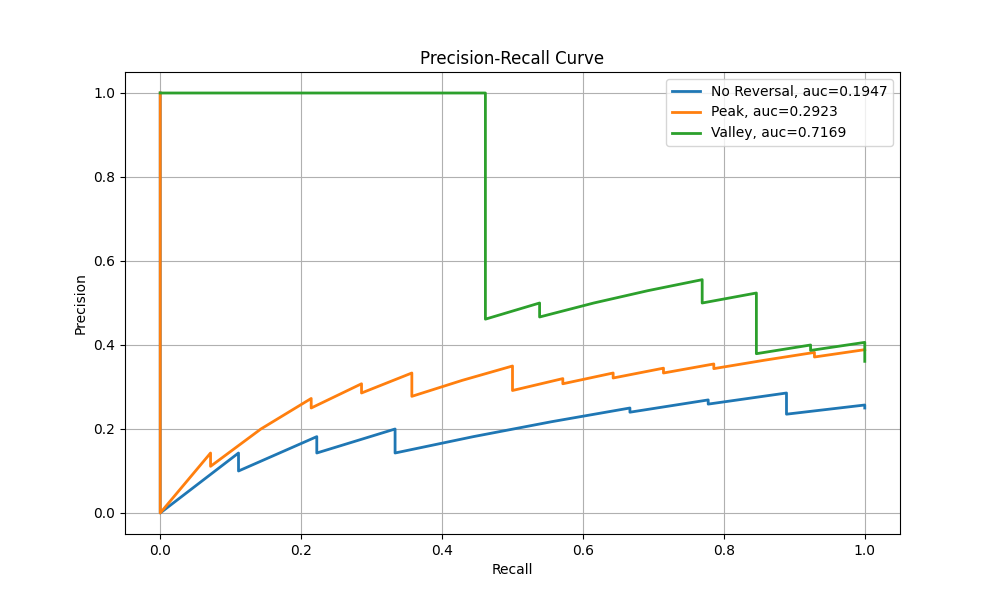 Precision-Recall Curve
No Reversal, auc=0.1947
Peak, auc=0.2923
Valley, auc=0.7169
Precision
1.0
0.8
0.6
0.4
0.2
0.0
0.0 0.2 0.4 0.6 0.8 1.0
Recall